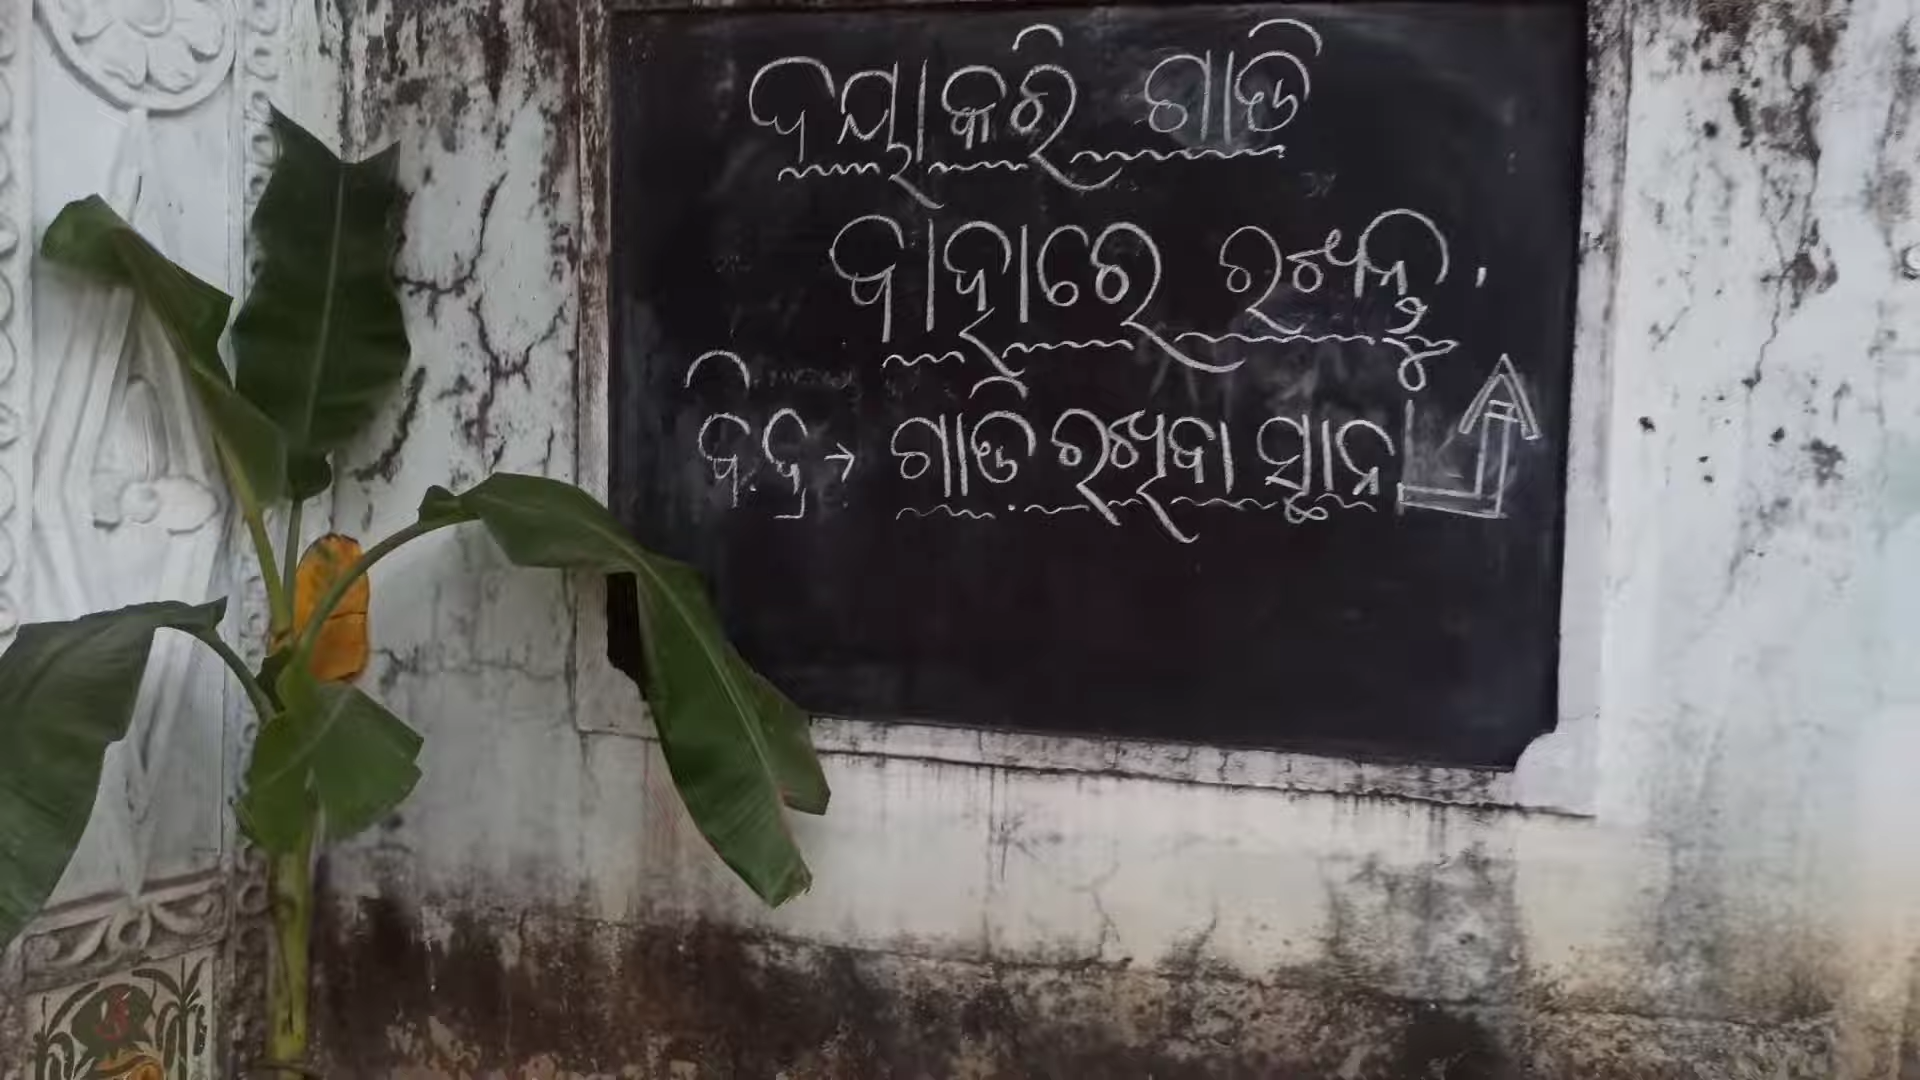 ଦୟାକରି ଗାଡି
ବାହାରେ ରଖନ୍ତୁ.
ବି.ଦ୍ର → ଗାଡି ରଖିବା ସ୍ଥାନ